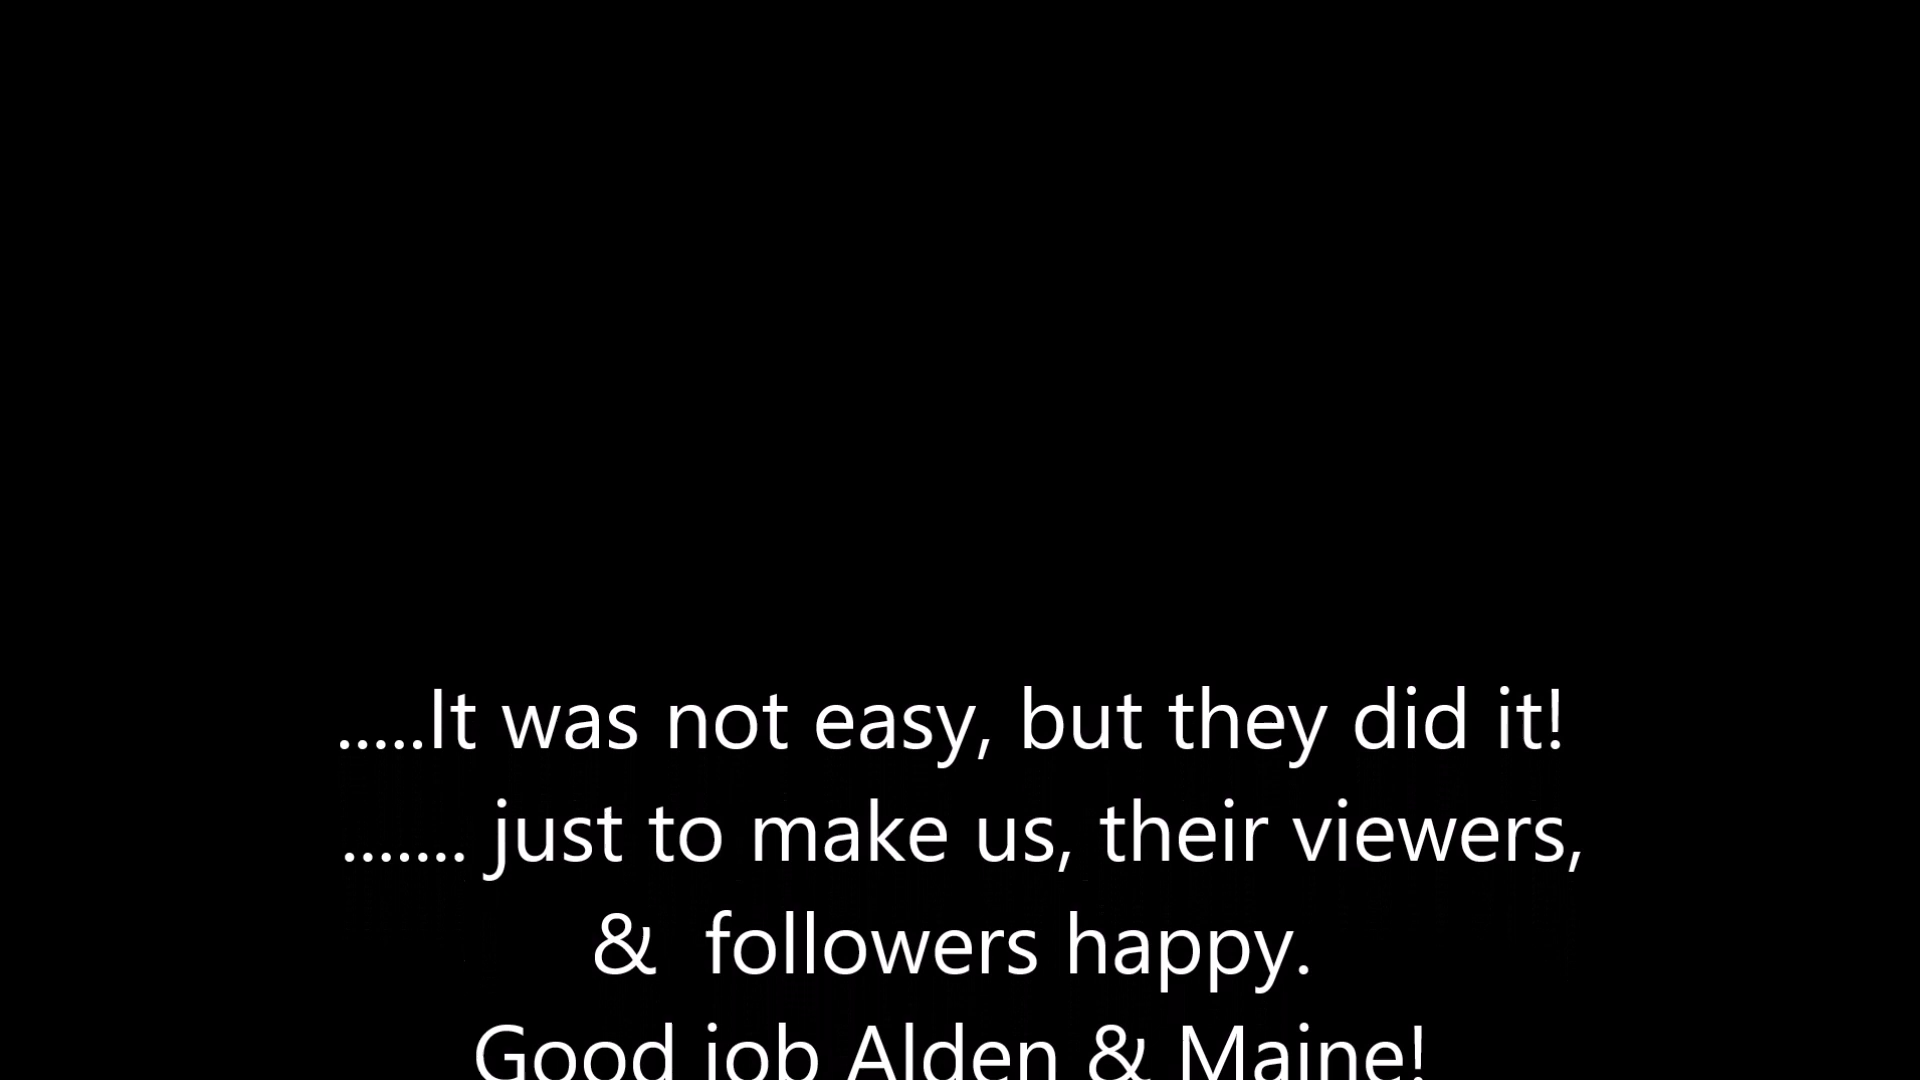 .....It was not easy, but they did it!
....... just to make us, their viewers,
&  followers happy.
Good job Alden & Maine!